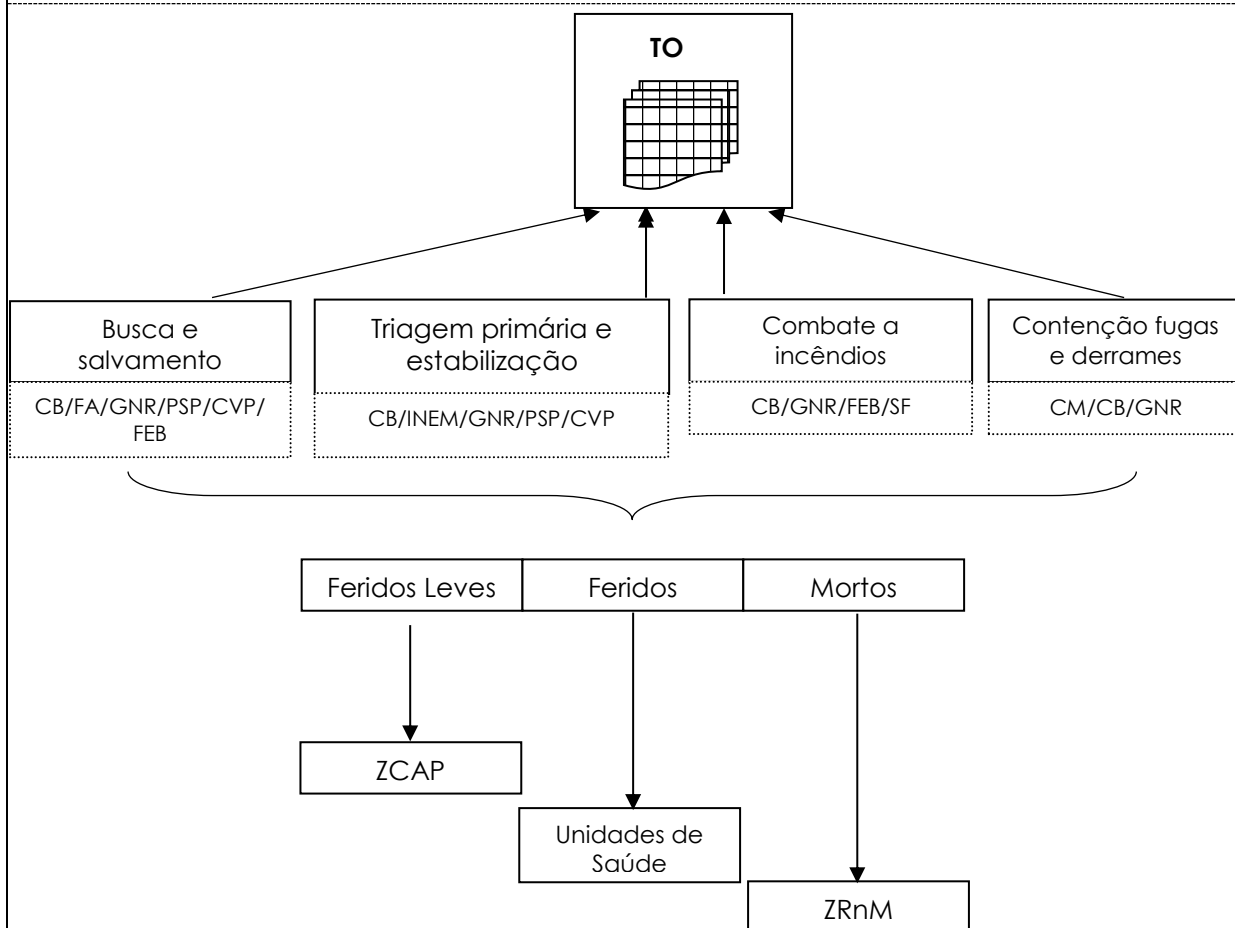 TO
Busca e
salvamento
CB/FA/GNR/PSP/CVP/
FEB
Triagem primária e
estabilização
CB/INEM/GNR/PSP/CVP
Combate a
incêndios
CB/GNR/FEB/SF
Contenção fugas
e derrames
CM/CB/GNR
Feridos Leves
Feridos
Mortos
ZCAP
Unidades de
Saúde
ZRnM